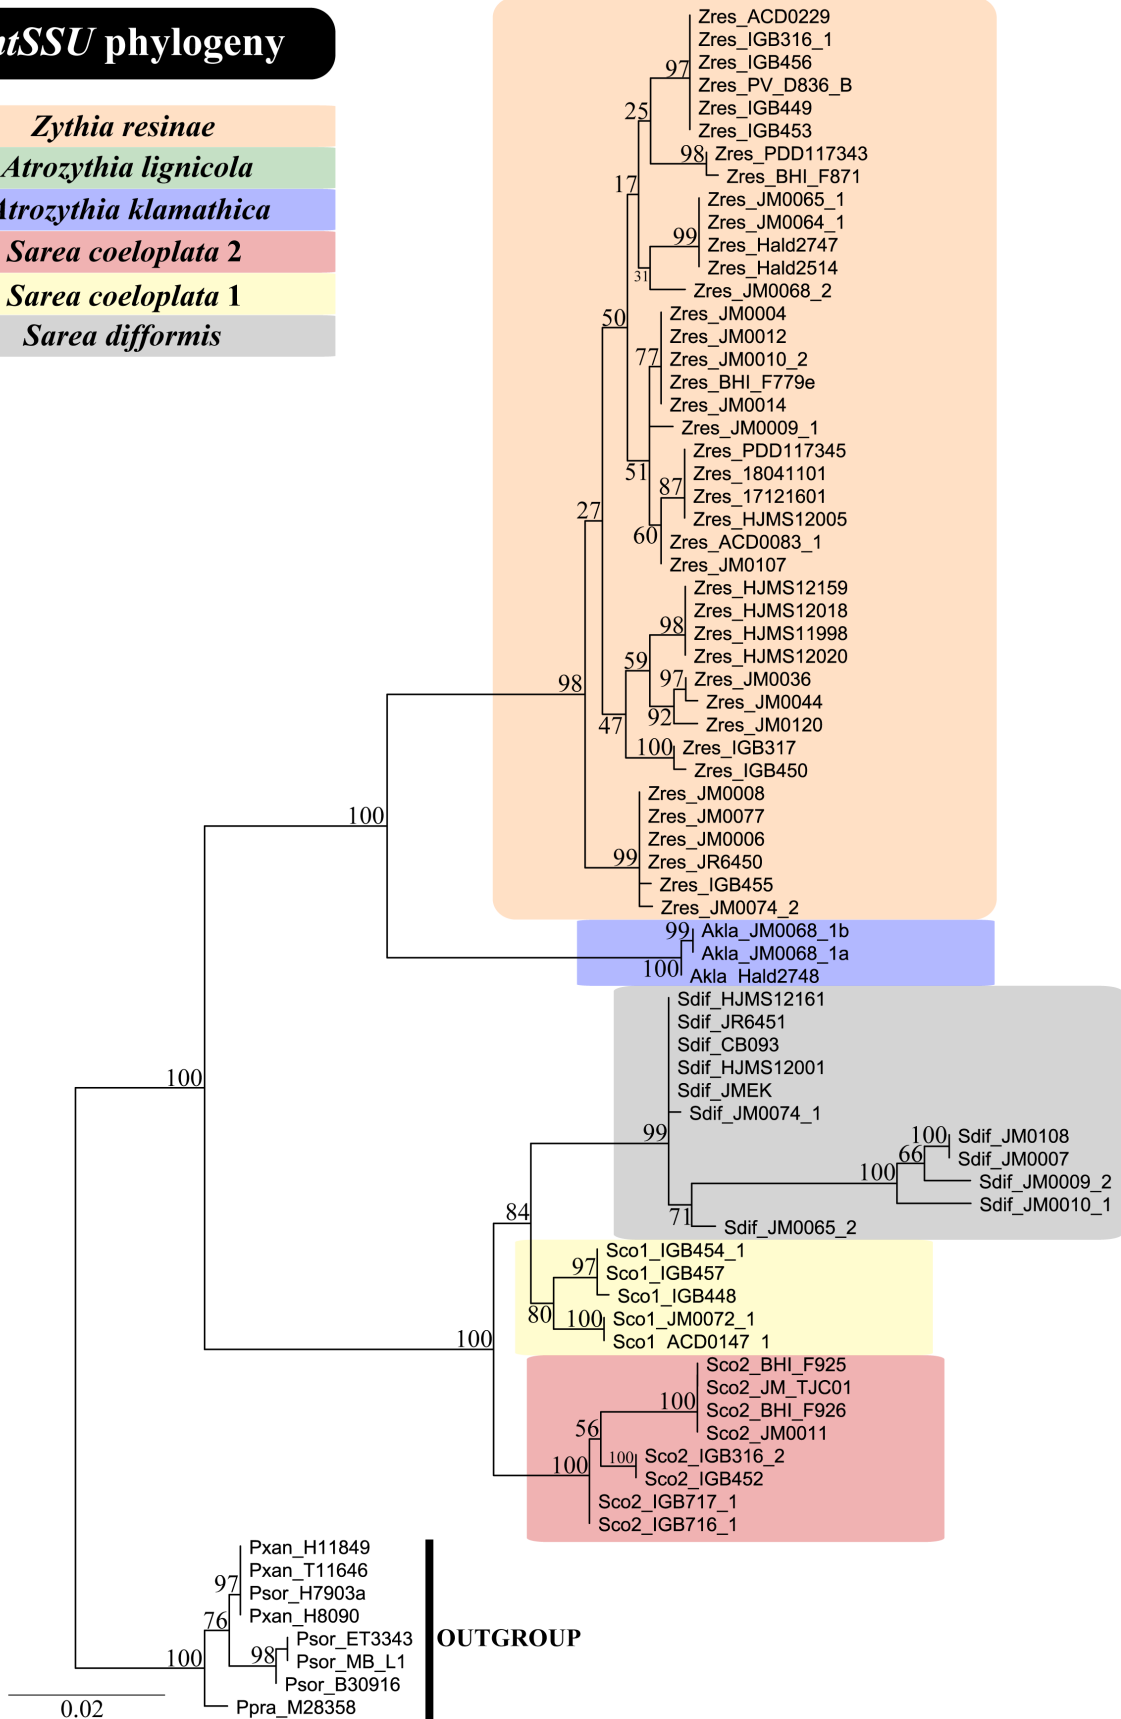 mtSSU phylogeny
Zythia resinae
Atrozythia lignicola
Atrozythia klamathica
Sarea coeloplata 2
Sarea coeloplata 1
Sarea difformis
Zres_ACD0229
Zres_IGB316_1
97 Zres_IGB456
Zres_PV_D836_B
25 Zres_IGB449
Zres_IGB453
98 Zres_PDD117343
Zres_BHI_F871
17
Zres_JM0065_1
Zres_JM0064_1
99 Zres_Hald2747
Zres_Hald2514
31
Zres_JM0068_2
50 Zres_JM0004
Zres_JM0012
77 Zres_JM0010_2
Zres_BHI_F779e
Zres_JM0014
Zres_JM0009_1
Zres_PDD117345
51 Zres_18041101
87 Zres_17121601
27 Zres_HJMS12005
60 Zres_ACD0083_1
Zres_JM0107
Zres_HJMS12159
Zres_HJMS12018
98 Zres_HJMS11998
Zres_HJMS12020
59
98 97 Zres_JM0036
Zres_JM0044
47 92 Zres_JM0120
100 Zres_IGB317
Zres_IGB450
Zres_JM0008
100 Zres_JM0077
Zres_JM0006
99 Zres_JR6450
Zres_IGB455
Zres_JM0074_2
99 Akla_JM0068_1b
Akla_JM0068_1a
100 Akla_Hald2748
Sdif_HJMS12161
Sdif_JR6451
Sdif_CB093
Sdif_HJMS12001
100 Sdif_JMEK
Sdif_JM0074_1
99 100 Sdif_JM0108
66 Sdif_JM0007
100 Sdif_JM0009_2
Sdif_JM0010_1
84 71 Sdif_JM0065_2
Sco1_IGB454_1
97 Sco1_IGB457
Sco1_IGB448
80 100 Sco1_JM0072_1
100 Sco1_ACD0147_1
Sco2_BHI_F925
Sco2_JM_TJC01
100 Sco2_BHI_F926
56 Sco2_JM0011
100 Sco2_IGB316_2
100 Sco2_IGB452
Sco2_IGB717_1
Sco2_IGB716_1
Pxan_H11849
Pxan_T11646
97 Psor_H7903a
76 Pxan_H8090
Psor_ET3343 OUTGROUP
100 98 Psor_MB_L1
Psor_B30916
Ppra_M28358
0.02